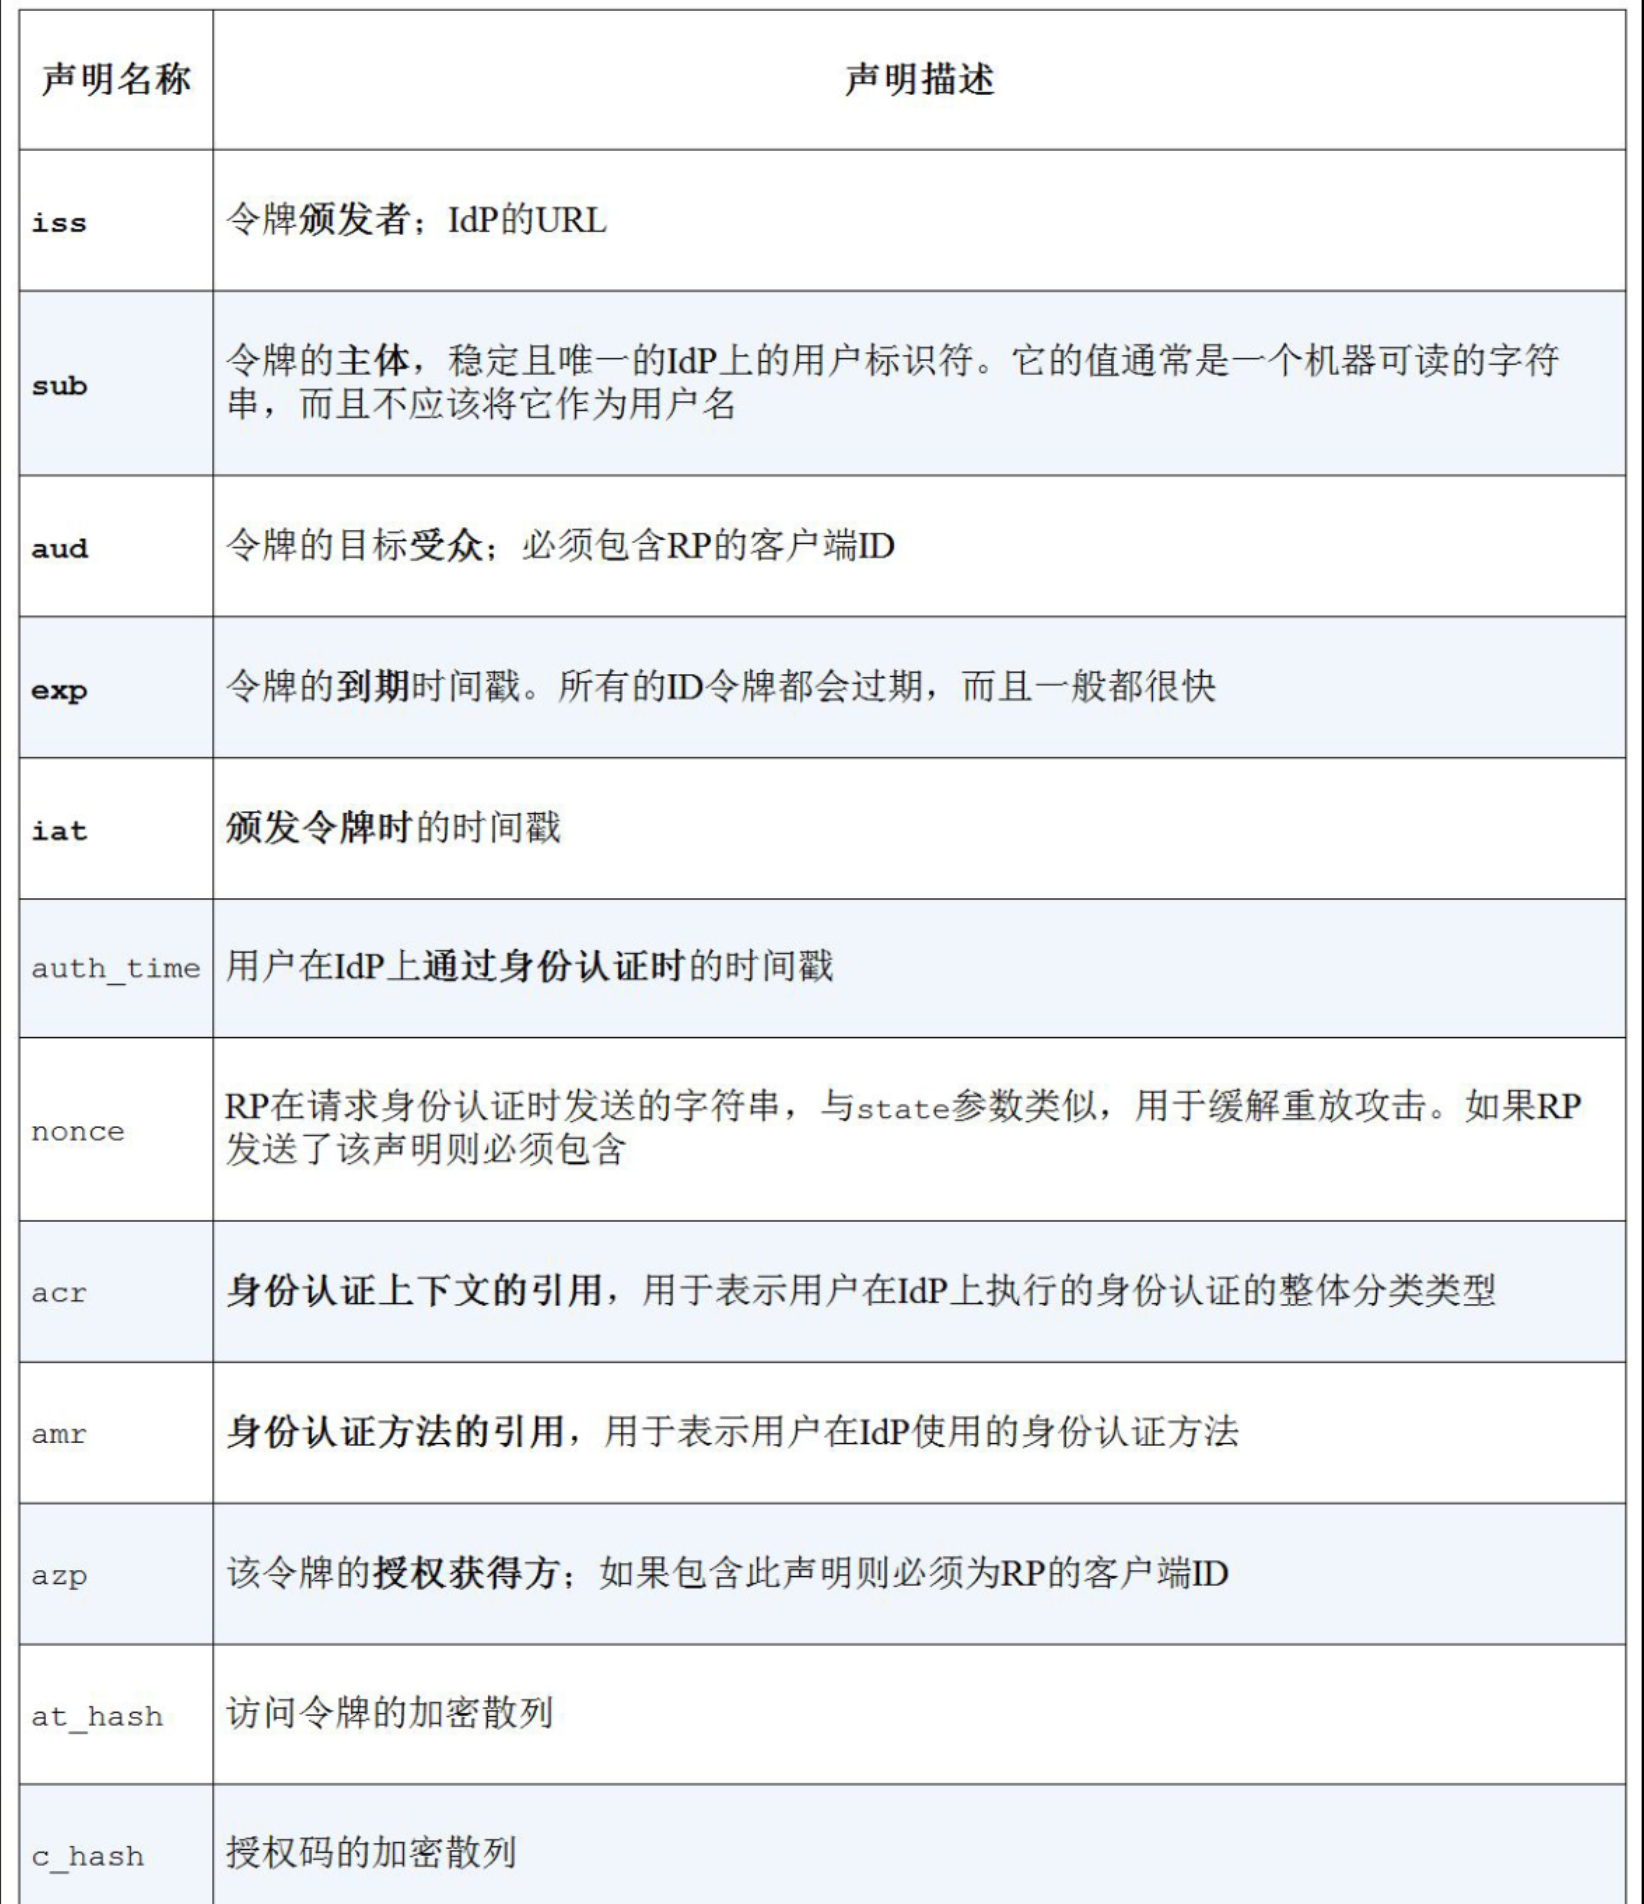 声明名称 声明描述
iss 令牌颁发者；IdP的URL
sub 令牌的主体，稳定且唯一的IdP上的用户标识符。它的值通常是一个机器可读的字符
串，而且不应该将它作为用户名
aud 令牌的目标受众；必须包含RP的客户端ID
exp 令牌的到期时间戳。所有的ID令牌都会过期，而且一般都很快
iat 颁发令牌时的时间戳
auth_time 用户在IdP上通过身份认证时的时间戳
nonce RP在请求身份认证时发送的字符串，与state参数类似，用于缓解重放攻击。如果RP
发送了该声明则必须包含
acr 身份认证上下文的引用，用于表示用户在IdP上执行的身份认证的整体分类类型
amr 身份认证方法的引用，用于表示用户在IdP使用的身份认证方法
azp 该令牌的授权获得方；如果包含此声明则必须为RP的客户端ID
at_hash 访问令牌的加密散列
c_hash 授权码的加密散列